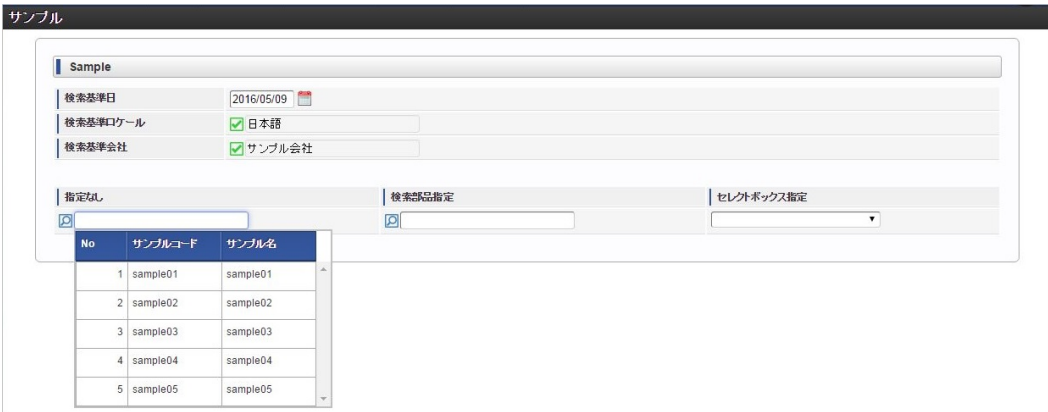 サンプル
Sample
検索基準日 2016/05/09
検索基準ロケール 日本語
検索基準会社 サンプル会社
指定なし 検索部品指定 セレクトボックス指定
No サンプルコード サンプル名
1 sample01 sample01
2 sample02 sample02
3 sample03 sample03
4 sample04 sample04
5 sample05 sample05